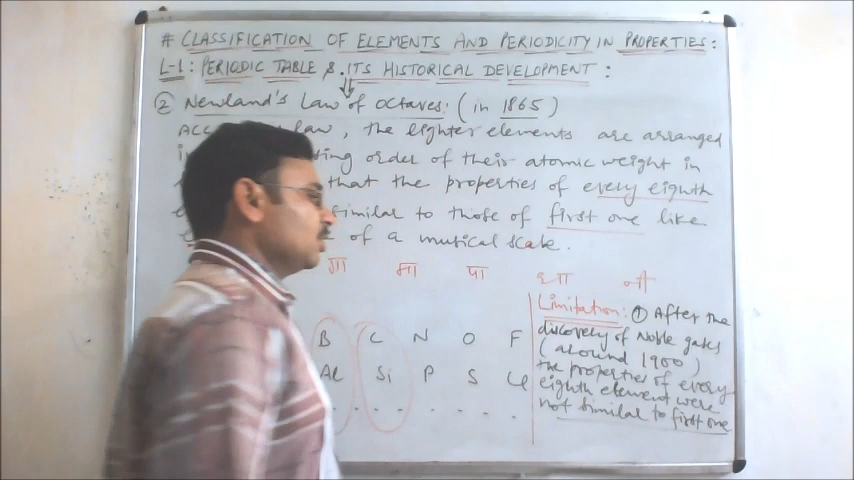 # CLASSIFICATION OF ELEMENTS AND PERIODICITY IN PROPERTIES:
L-1: PERIODIC TABLE & ITS HISTORICAL DEVELOPMENT:
② Newland's Law of octaves: (in 1865)
ACC law, the lighter elements are arranged
in ting order of their atomic weight in
that the properties of every eighth
similar to those of first one like
of a musical scale.
गा मा पा धा नी
Limitation: ① After the
discovery of Noble gases
(around 1900)
the properties of every
eighth element were
not similar to first one
B C N O F
Al Si P S Cl